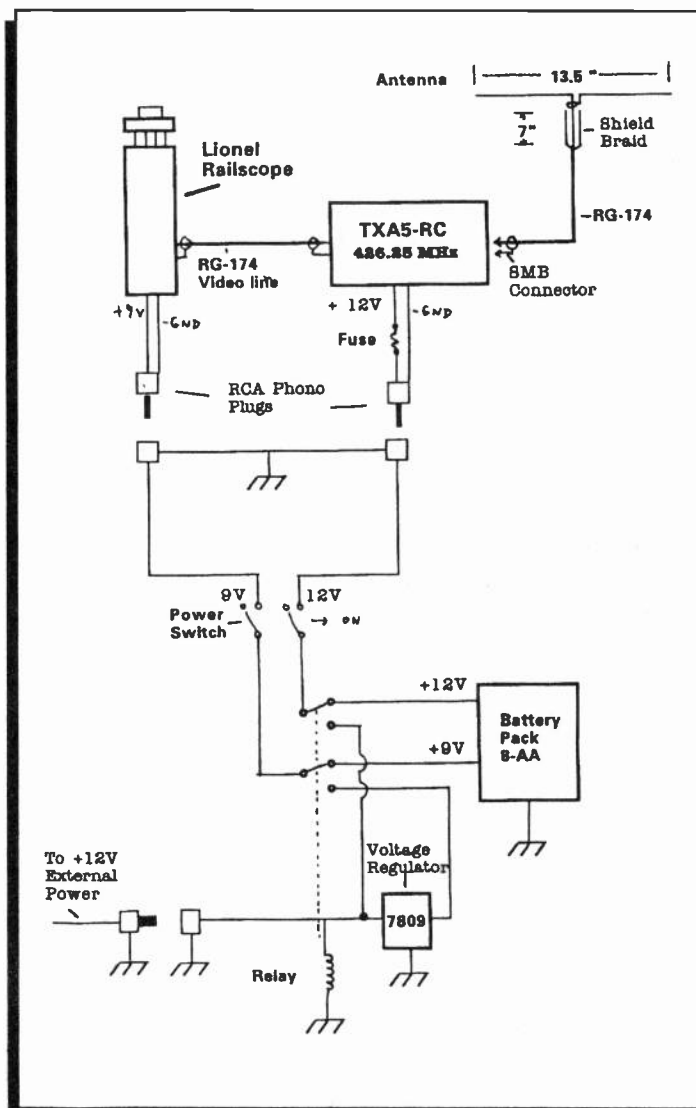 Antenna
13.5 "
7"
Shield
Braid
Lionel
Railscope
TXA5-RC
426.25 MHz
RG-174
RG-174
Video line
SMB
Connector
+9V
-GND
+ 12V
-GND
Fuse
RCA Phono
Plugs
9V
12V
Power
Switch
→ ON
+12V
Battery
Pack
8-AA
+9V
To +12V
External
Power
Voltage
Regulator
7809
Relay